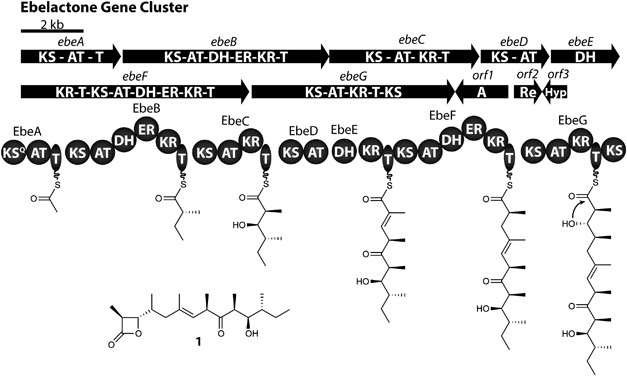 Ebelactone Gene Cluster
2 kb
ebeA ebeB ebeC ebeD ebeE
KS - AT - T KS-AT-DH-ER-KR-T KS - AT- KR-T KS - AT DH
ebeF ebeG orf1 orf2 orf3
KR-T-KS-AT-DH-ER-KR-T KS-AT-KR-T-KS A Re Hyp
EbeA EbeB EbeC EbeD EbeE EbeF EbeG
KSQ AT T KS AT DH ER KR T KS AT KR T KS AT DH KR T KS AT DH ER KR T KS AT KR T KS
S S S S S S
O O O O O O
HO HO
O O O
HO HO
O
HO
O O O OH
1